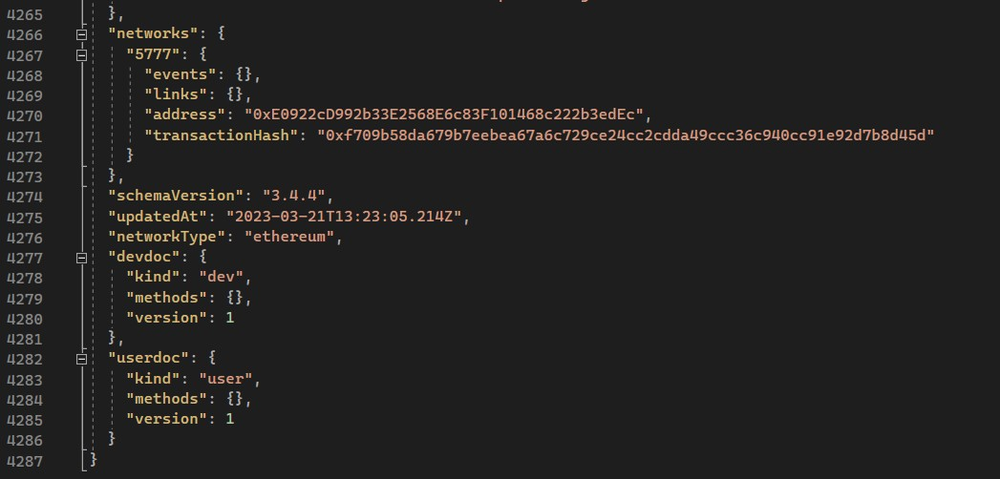 4265 },
4266 "networks": {
4267 "5777": {
4268 "events": {},
4269 "links": {},
4270 "address": "0xE0922cD992b33E2568E6c83F101468c222b3edEc",
4271 "transactionHash": "0xf709b58da679b7eebea67a6c729ce24cc2cdda49ccc36c940cc91e92d7b8d45d"
4272 }
4273 },
4274 "schemaVersion": "3.4.4",
4275 "updatedAt": "2023-03-21T13:23:05.214Z",
4276 "networkType": "ethereum",
4277 "devdoc": {
4278 "kind": "dev",
4279 "methods": {},
4280 "version": 1
4281 },
4282 "userdoc": {
4283 "kind": "user",
4284 "methods": {},
4285 "version": 1
4286 }
4287 }